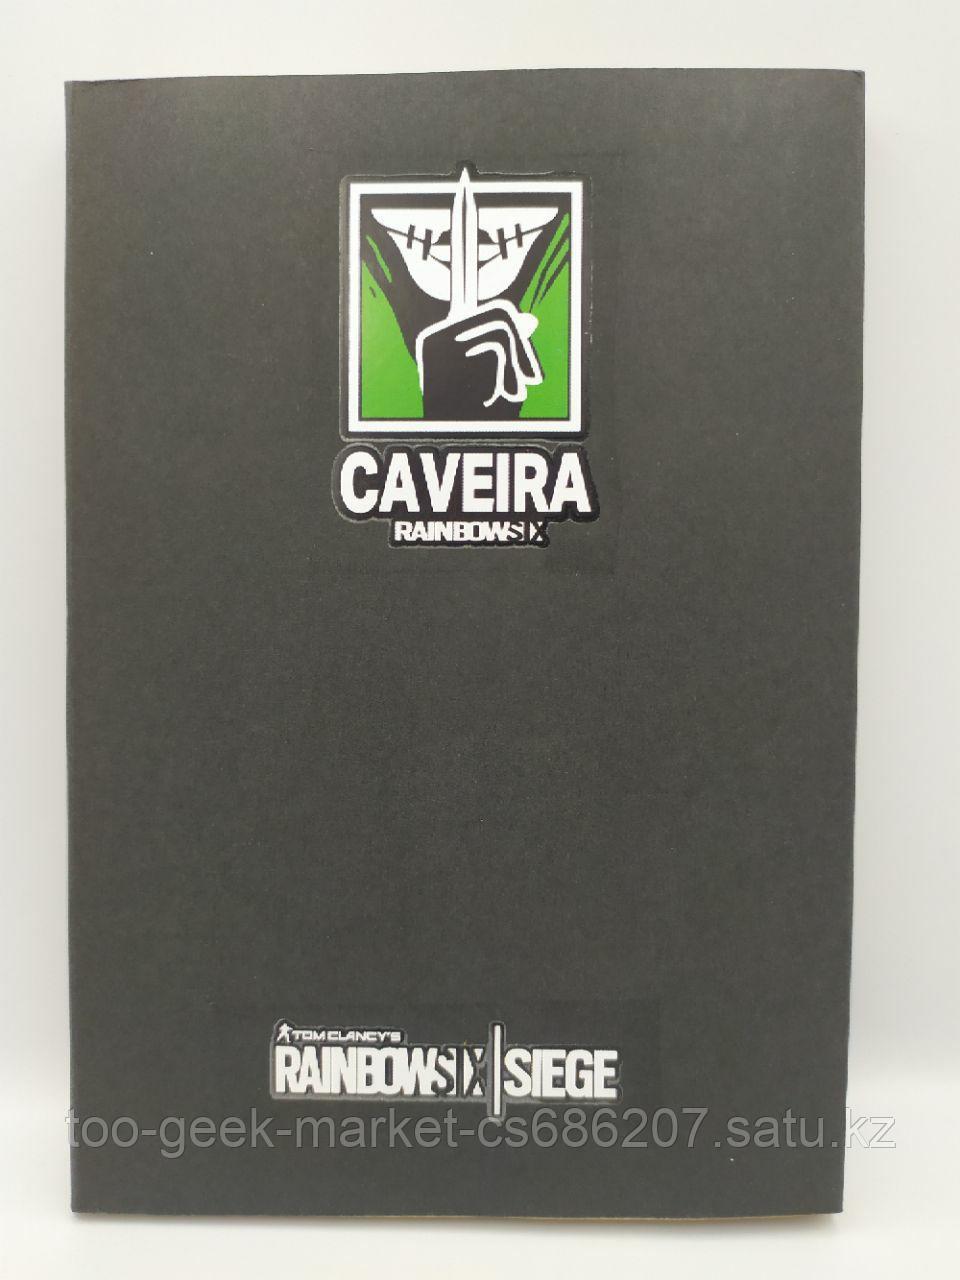 CAVEIRA
RAINBOWSIX
TOM CLANCY'S
RAINBOWSIX|SIEGE
too-geek-market-cs686207.satu.kz